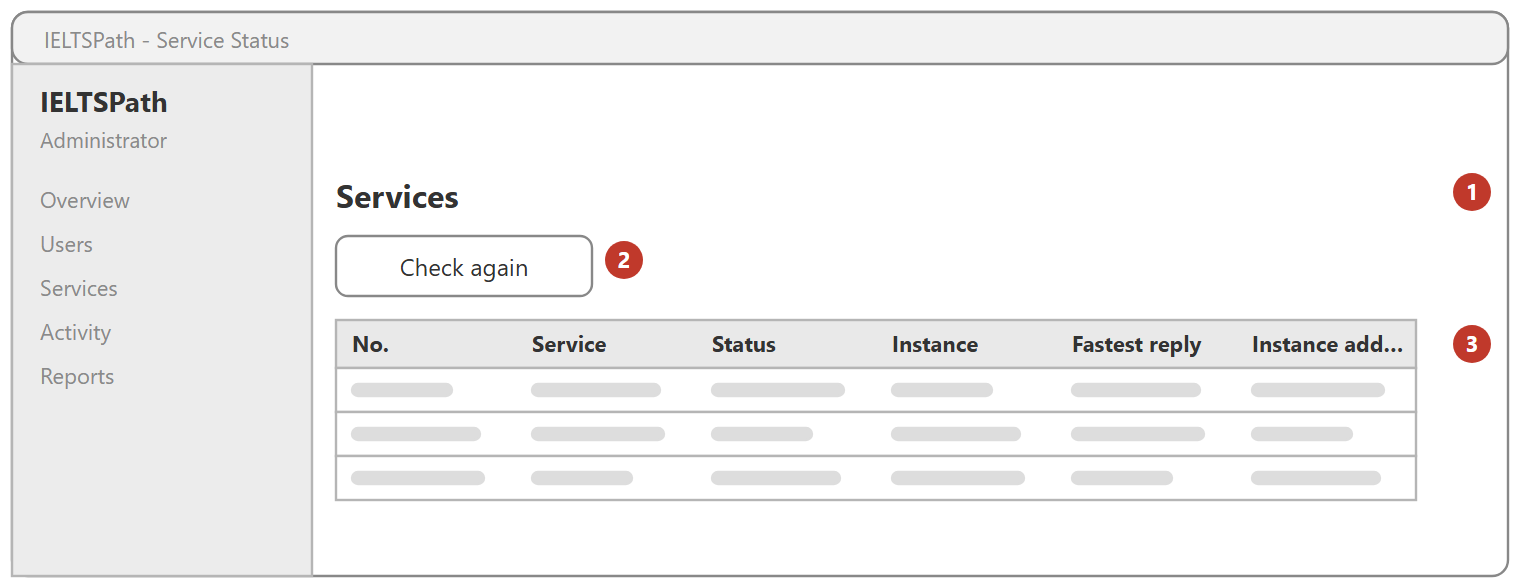 IELTSPath - Service Status
IELTSPath
Administrator
Overview
Users
Services
Activity
Reports
Services
1
Check again
2
No. Service Status Instance Fastest reply Instance add...
3